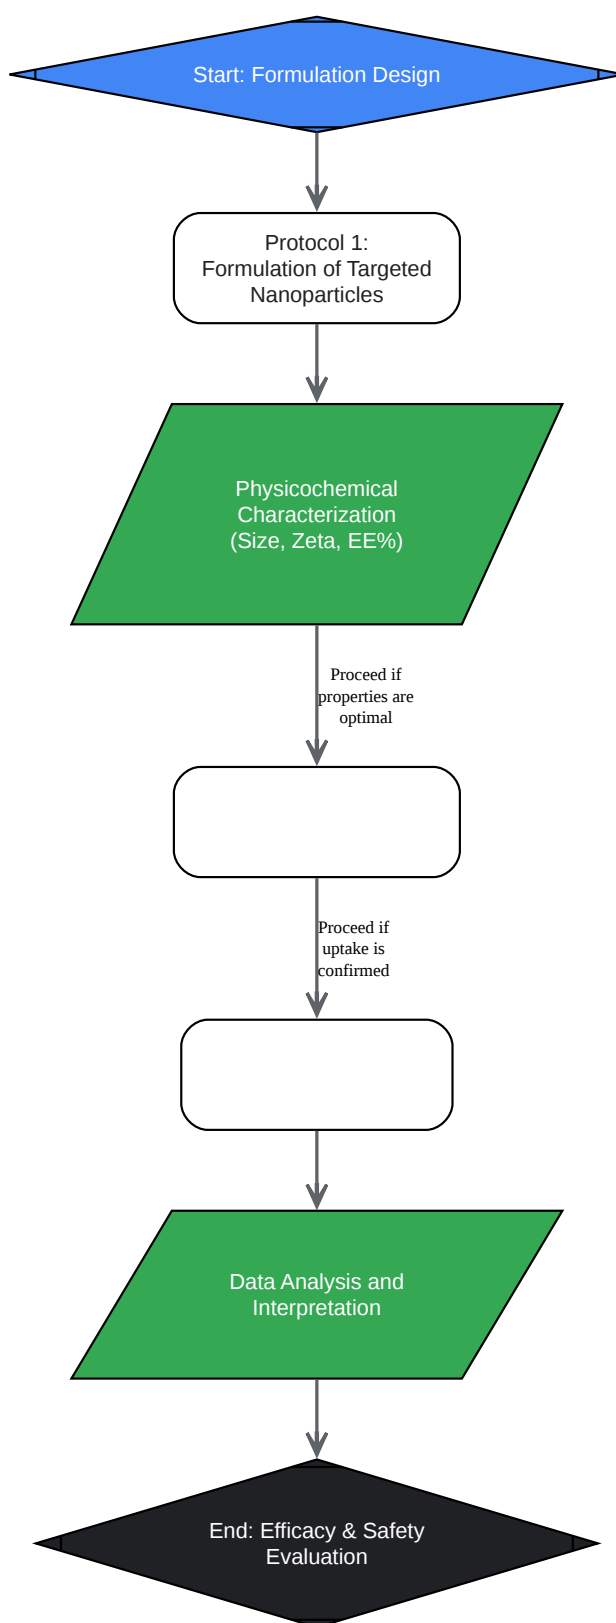 Start: Formulation Design
Protocol 1:
Formulation of Targeted
Nanoparticles
Physicochemical
Characterization
(Size, Zeta, EE%)
Proceed if
properties are
optimal
Proceed if
uptake is
confirmed
Data Analysis and
Interpretation
End: Efficacy & Safety
Evaluation